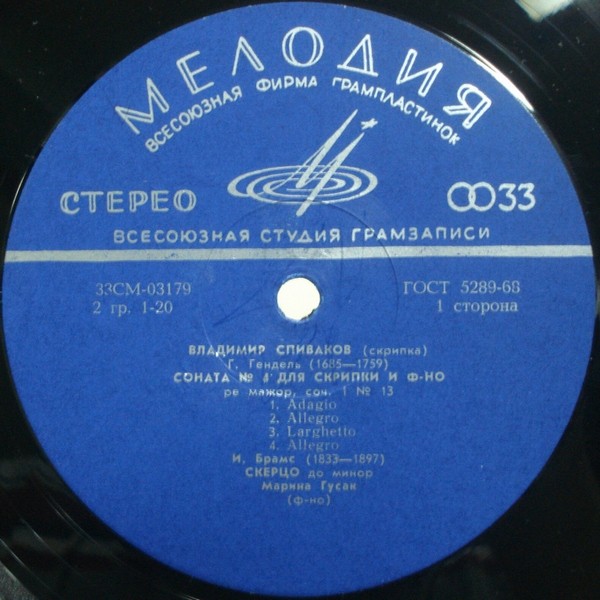 МЕЛОДИЯ
ВСЕСОЮЗНАЯ ФИРМА ГРАМПЛАСТИНОК
СТЕРЕО
33
ВСЕСОЮЗНАЯ СТУДИЯ ГРАМЗАПИСИ
33СМ-03179
ГОСТ 5289-68
2 гр. 1-20
1 сторона
ВЛАДИМИР СПИВАКОВ (скрипка)
Г. Гендель (1685—1759)
СОНАТА № 4 ДЛЯ СКРИПКИ И Ф-НО
ре мажор, соч. 1 № 13
1. Adagio
2. Allegro
3. Larghetto
4. Allegro
И. Брамс (1833—1897)
СКЕРЦО до минор
Марина Гусак
(ф-но)